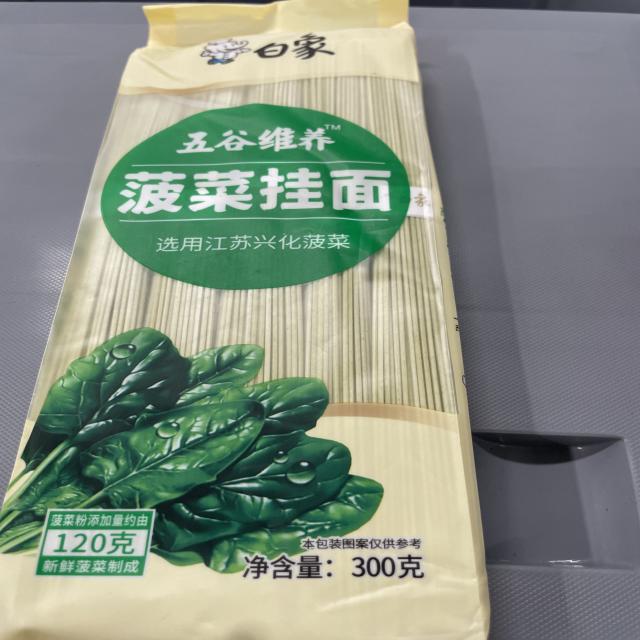 白象
五谷维养™
菠菜挂面
选用江苏兴化菠菜
菠菜粉添加量约由
120克
新鲜菠菜制成
本包装图案仅供参考
净含量：300克